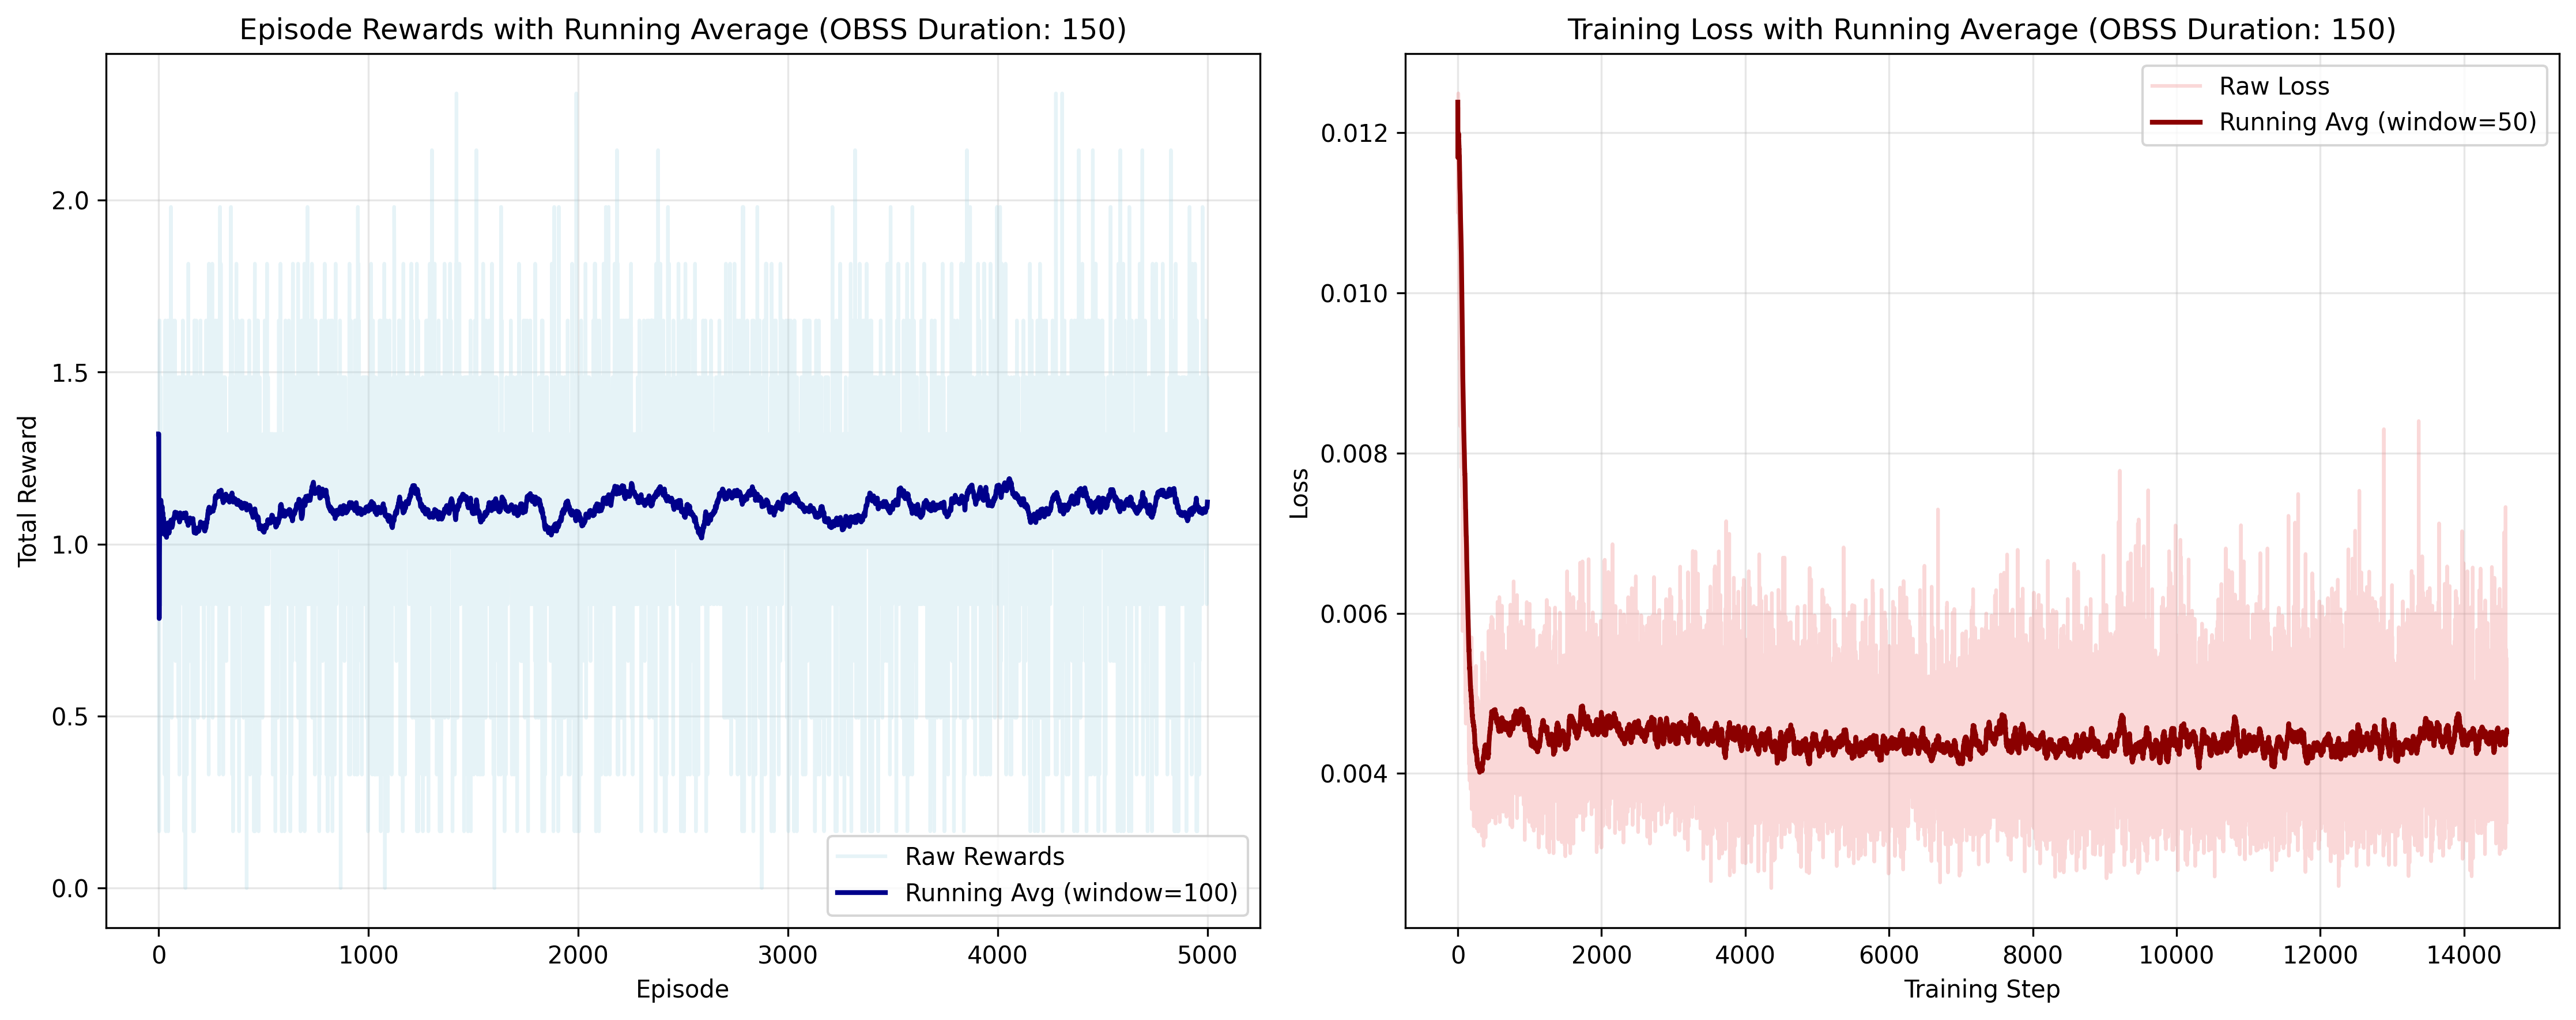 Episode Rewards with Running Average (OBSS Duration: 150)
Total Reward
2.0
1.5
1.0
0.5
0.0
Raw Rewards
Running Avg (window=100)
0 1000 2000 3000 4000 5000
Episode
Training Loss with Running Average (OBSS Duration: 150)
Loss
0.012
0.010
0.008
0.006
0.004
Raw Loss
Running Avg (window=50)
0 2000 4000 6000 8000 10000 12000 14000
Training Step